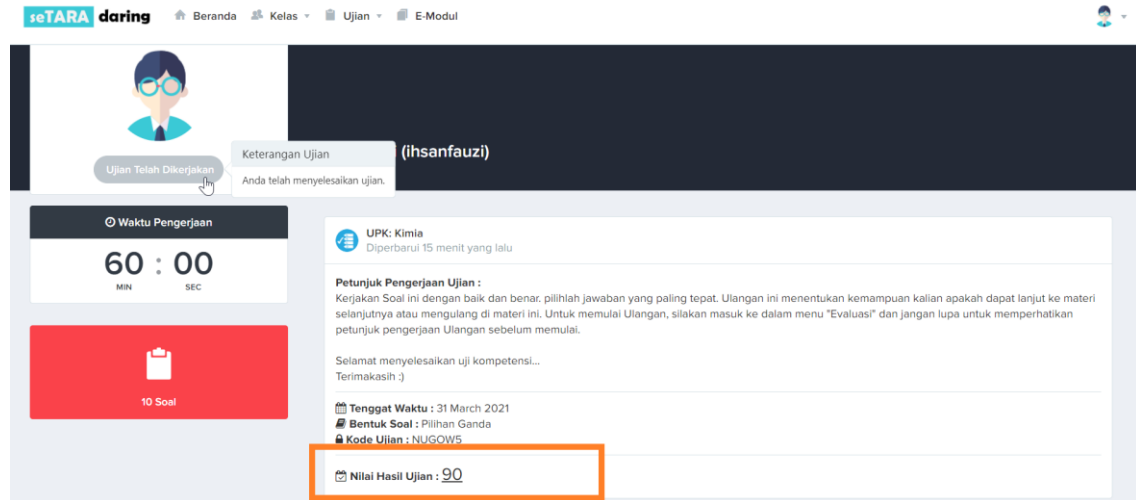 seTARA daring Beranda Kelas Ujian E-Modul
(ihsanfauzi)
Ujian Telah Dikerjakan
Keterangan Ujian
Anda telah menyelesaikan ujian.
Waktu Pengerjaan
60 : 00
MIN SEC
10 Soal
UPK: Kimia
Diperbarui 15 menit yang lalu
Petunjuk Pengerjaan Ujian :
Kerjakan Soal ini dengan baik dan benar. pilihlah jawaban yang paling tepat. Ulangan ini menentukan kemampuan kalian apakah dapat lanjut ke materi
selanjutnya atau mengulang di materi ini. Untuk memulai Ulangan, silakan masuk ke dalam menu "Evaluasi" dan jangan lupa untuk memperhatikan
petunjuk pengerjaan Ulangan sebelum memulai.
Selamat menyelesaikan uji kompetensi...
Terimakasih :)
Tenggat Waktu : 31 March 2021
Bentuk Soal : Pilihan Ganda
Kode Ujian : NUGOW5
Nilai Hasil Ujian : 90